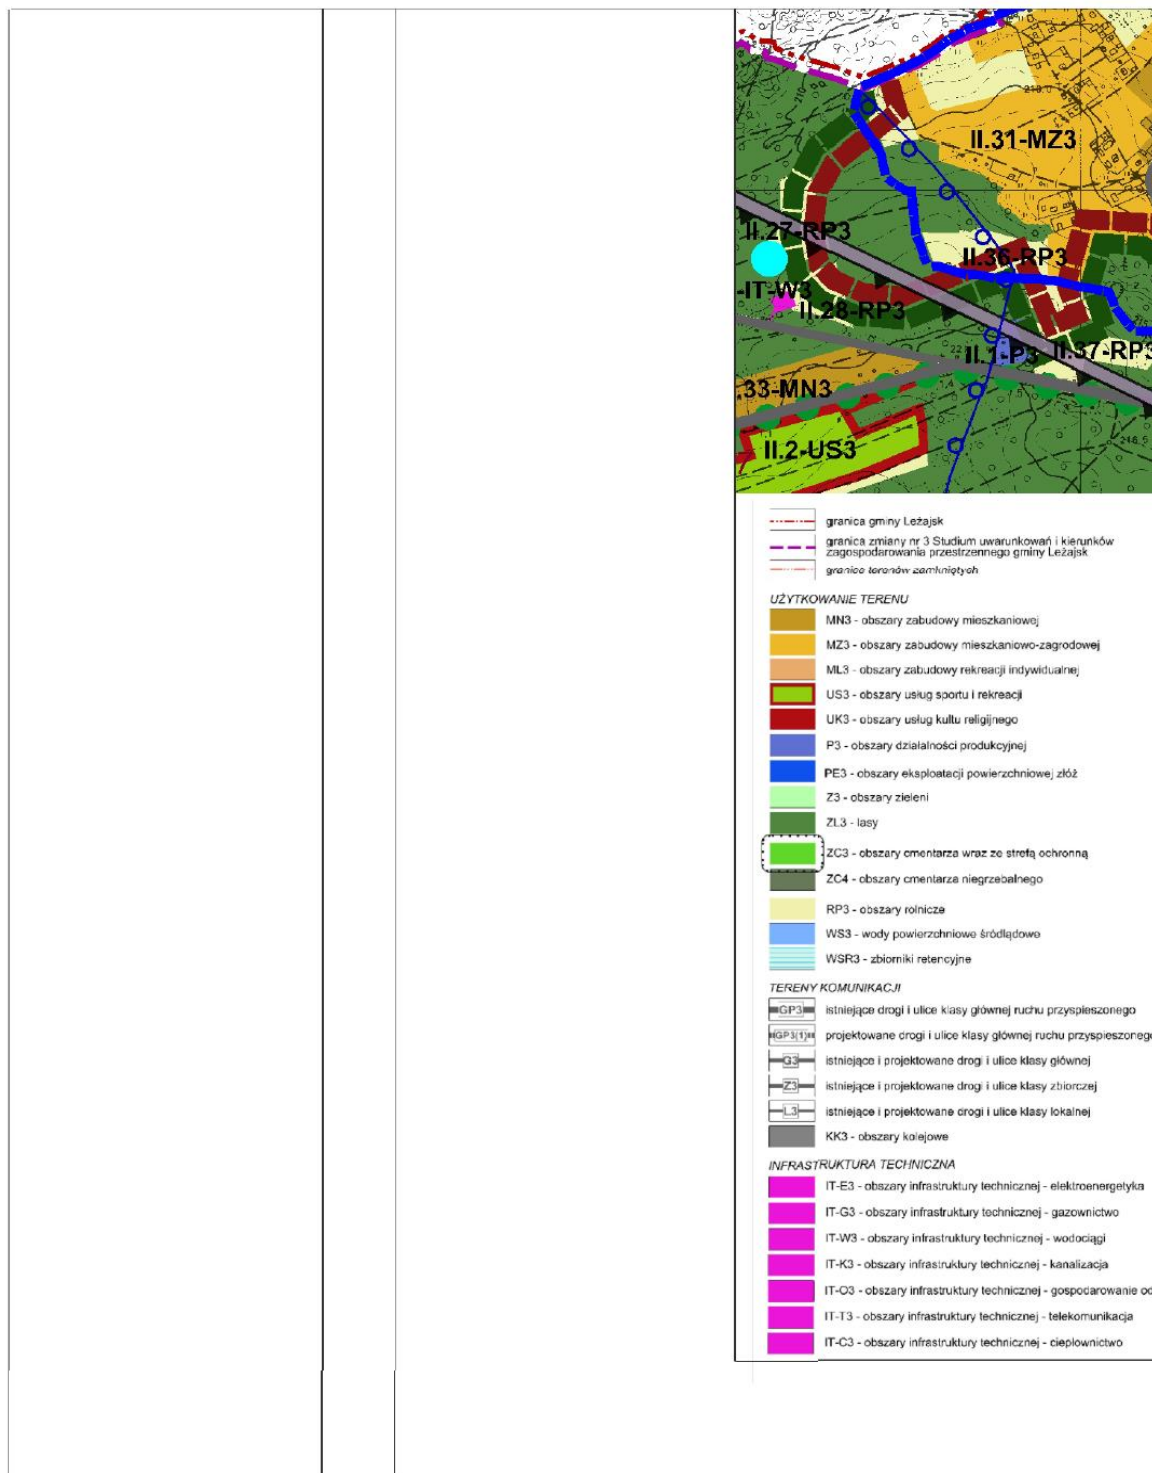 210,0
II.31-MZ3
II.27-RP3
II.36-RP3
-IT-W3
II.28-RP3
II.1-P3
II.37-RP3
33-MN3
218,5
II.2-US3
granica gminy Leżajsk
granica zmiany nr 3 Studium uwarunkowań i kierunków
zagospodarowania przestrzennego gminy Leżajsk
granice terenów zamkniętych
UŻYTKOWANIE TERENU
MN3 - obszary zabudowy mieszkaniowej
MZ3 - obszary zabudowy mieszkaniowo-zagrodowej
ML3 - obszary zabudowy rekreacji indywidualnej
US3 - obszary usług sportu i rekreacji
UK3 - obszary usług kultu religijnego
P3 - obszary działalności produkcyjnej
PE3 - obszary eksploatacji powierzchniowej złóż
Z3 - obszary zieleni
ZL3 - lasy
ZC3 - obszary cmentarza wraz ze strefą ochronną
ZC4 - obszary cmentarza niegrzebalnego
RP3 - obszary rolnicze
WS3 - wody powierzchniowe śródlądowe
WSR3 - zbiorniki retencyjne
TERENY KOMUNIKACJI
GP3 istniejące drogi i ulice klasy głównej ruchu przyspieszonego
GP3(1) projektowane drogi i ulice klasy głównej ruchu przyspieszonego
G3 istniejące i projektowane drogi i ulice klasy głównej
Z3 istniejące i projektowane drogi i ulice klasy zbiorczej
L3 istniejące i projektowane drogi i ulice klasy lokalnej
KK3 - obszary kolejowe
INFRASTRUKTURA TECHNICZNA
IT-E3 - obszary infrastruktury technicznej - elektroenergetyka
IT-G3 - obszary infrastruktury technicznej - gazownictwo
IT-W3 - obszary infrastruktury technicznej - wodociągi
IT-K3 - obszary infrastruktury technicznej - kanalizacja
IT-O3 - obszary infrastruktury technicznej - gospodarowanie od
IT-T3 - obszary infrastruktury technicznej - telekomunikacja
IT-C3 - obszary infrastruktury technicznej - ciepłownictwo